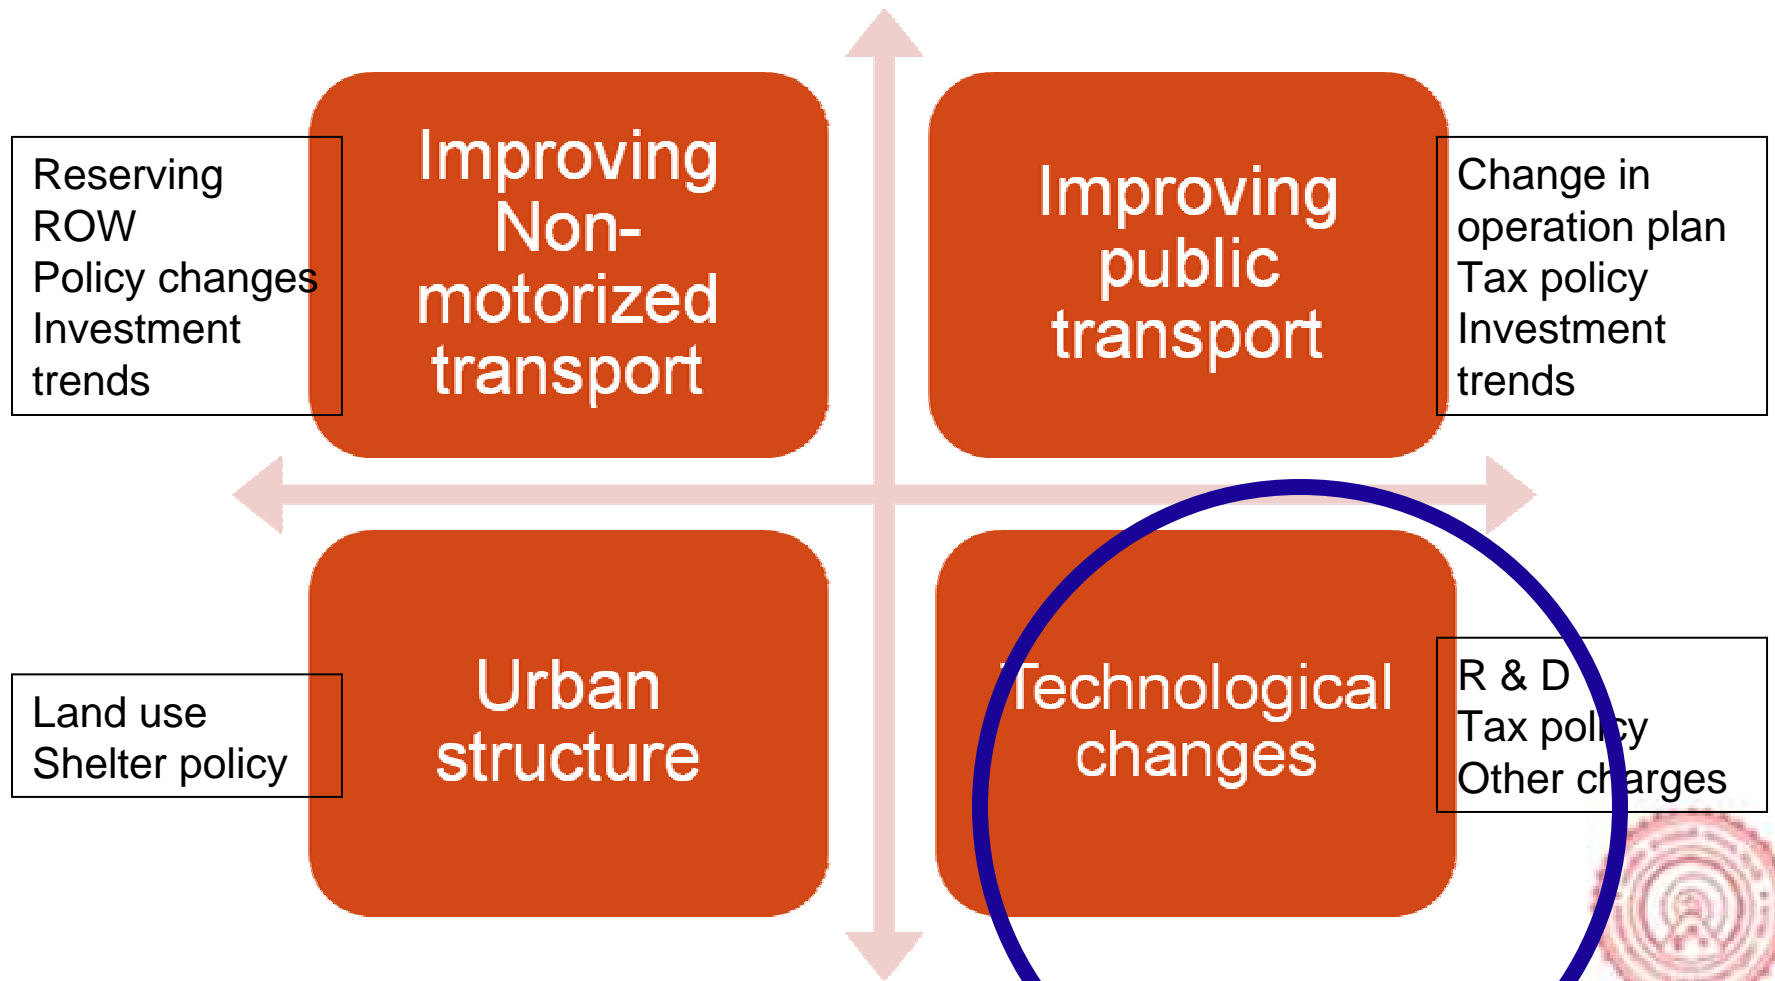 Reserving
ROW
Policy changes
Investment
trends
Improving
Non-
motorized
transport
Improving
public
transport
Change in
operation plan
Tax policy
Investment
trends
Land use
Shelter policy
Urban
structure
Technological
changes
R & D
Tax policy
Other charges